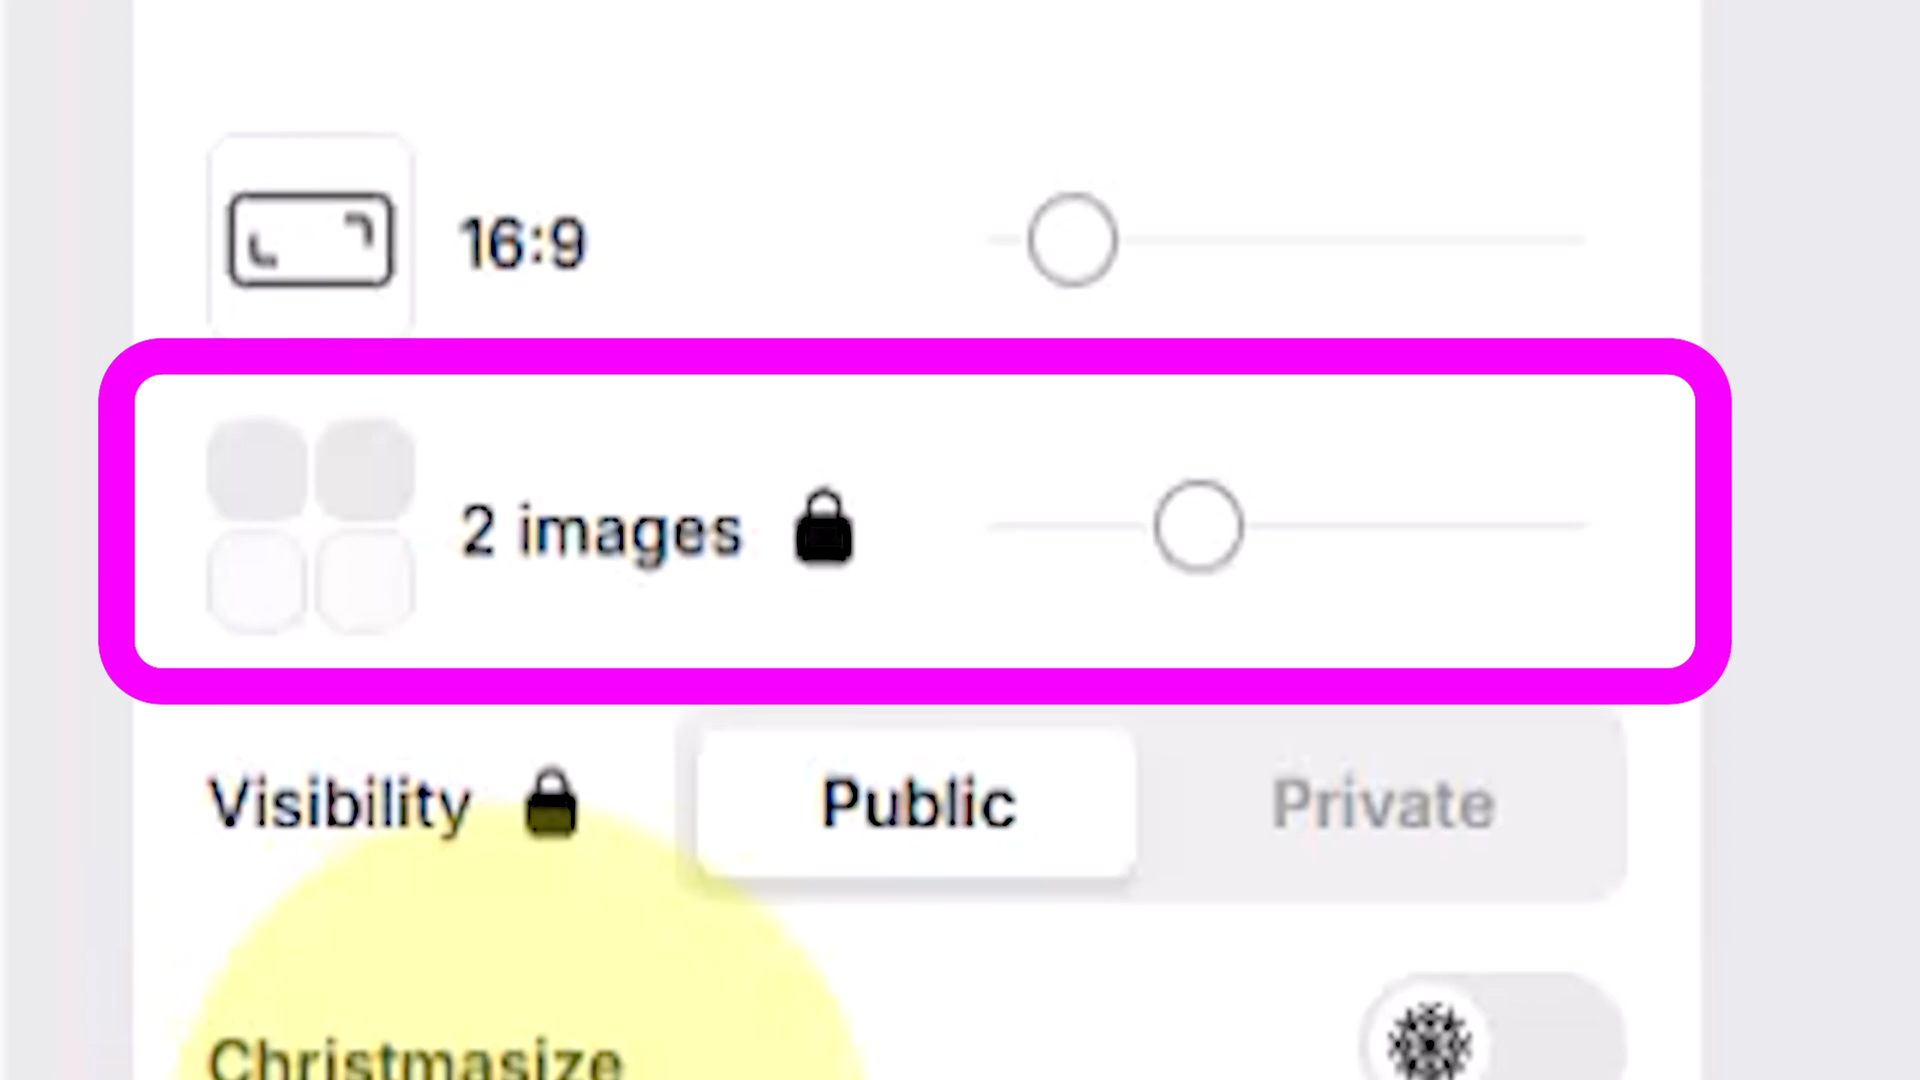 16:9
2 images
Visibility
Public
Private
Christmasize